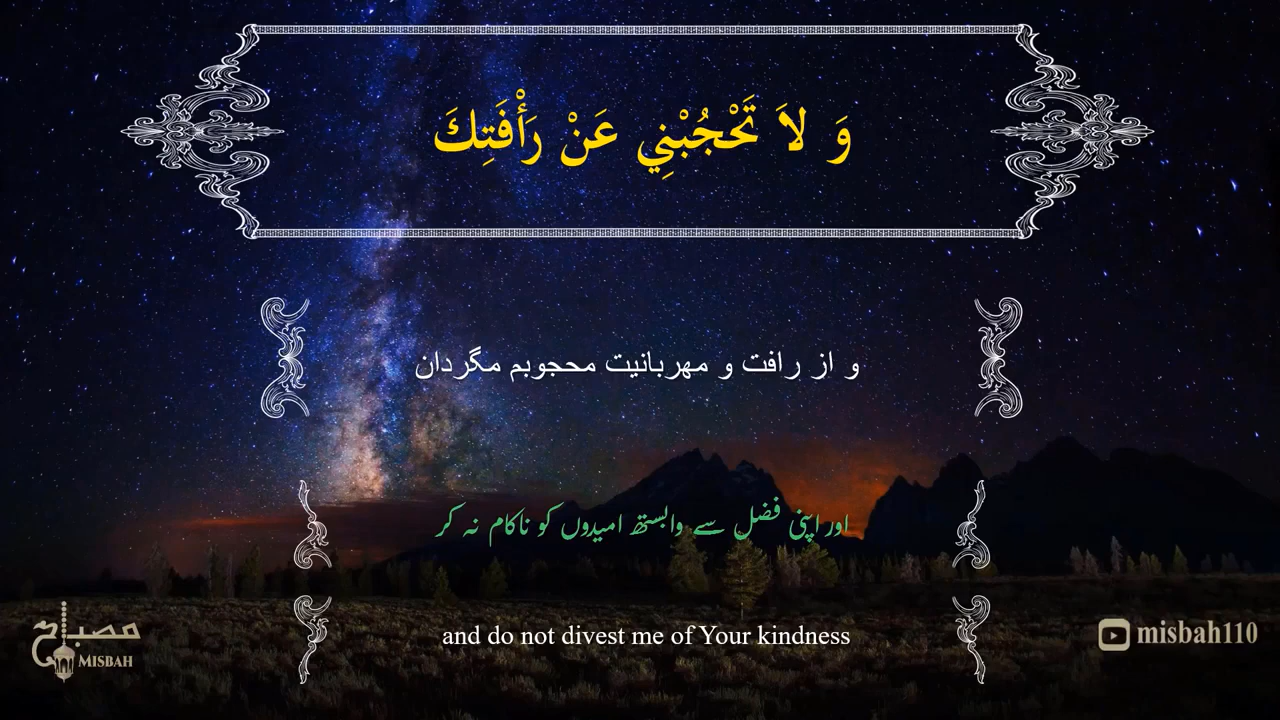 وَ لاَ تَحْجُبْنِي عَنْ رَأْفَتِكَ
و از رافت و مهربانیت محجوبم مگردان
اور اپنی فضل سے وابستھ امیدوں کو ناکام نہ کر
and do not divest me of Your kindness
مصباح
MISBAH
misbah110